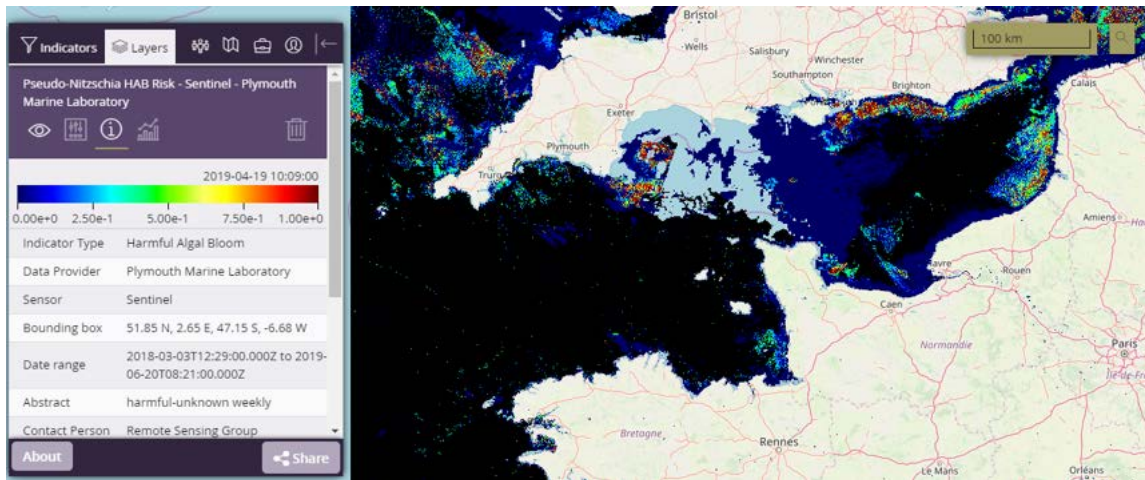 Indicators
Layers
Pseudo-Nitzschia HAB Risk - Sentinel - Plymouth
Marine Laboratory
2019-04-19 10:09:00
0.00e+0 2.50e-1 5.00e-1 7.50e-1 1.00e+0
Indicator Type Harmful Algal Bloom
Data Provider Plymouth Marine Laboratory
Sensor Sentinel
Bounding box 51.85 N, 2.65 E, 47.15 S, -6.68 W
Date range 2018-03-03T12:29:00.000Z to 2019-
06-20T08:21:00.000Z
Abstract harmful-unknown weekly
Contact Person Remote Sensing Group
About
Share
100 km
Bristol
Wells
Salisbury
Winchester
Southampton
Brighton
Calais
Exeter
Plymouth
Truro
Amiens
Rouen
Caen
Normandie
Paris
Bretagne
Rennes
Le Mans
Orléans